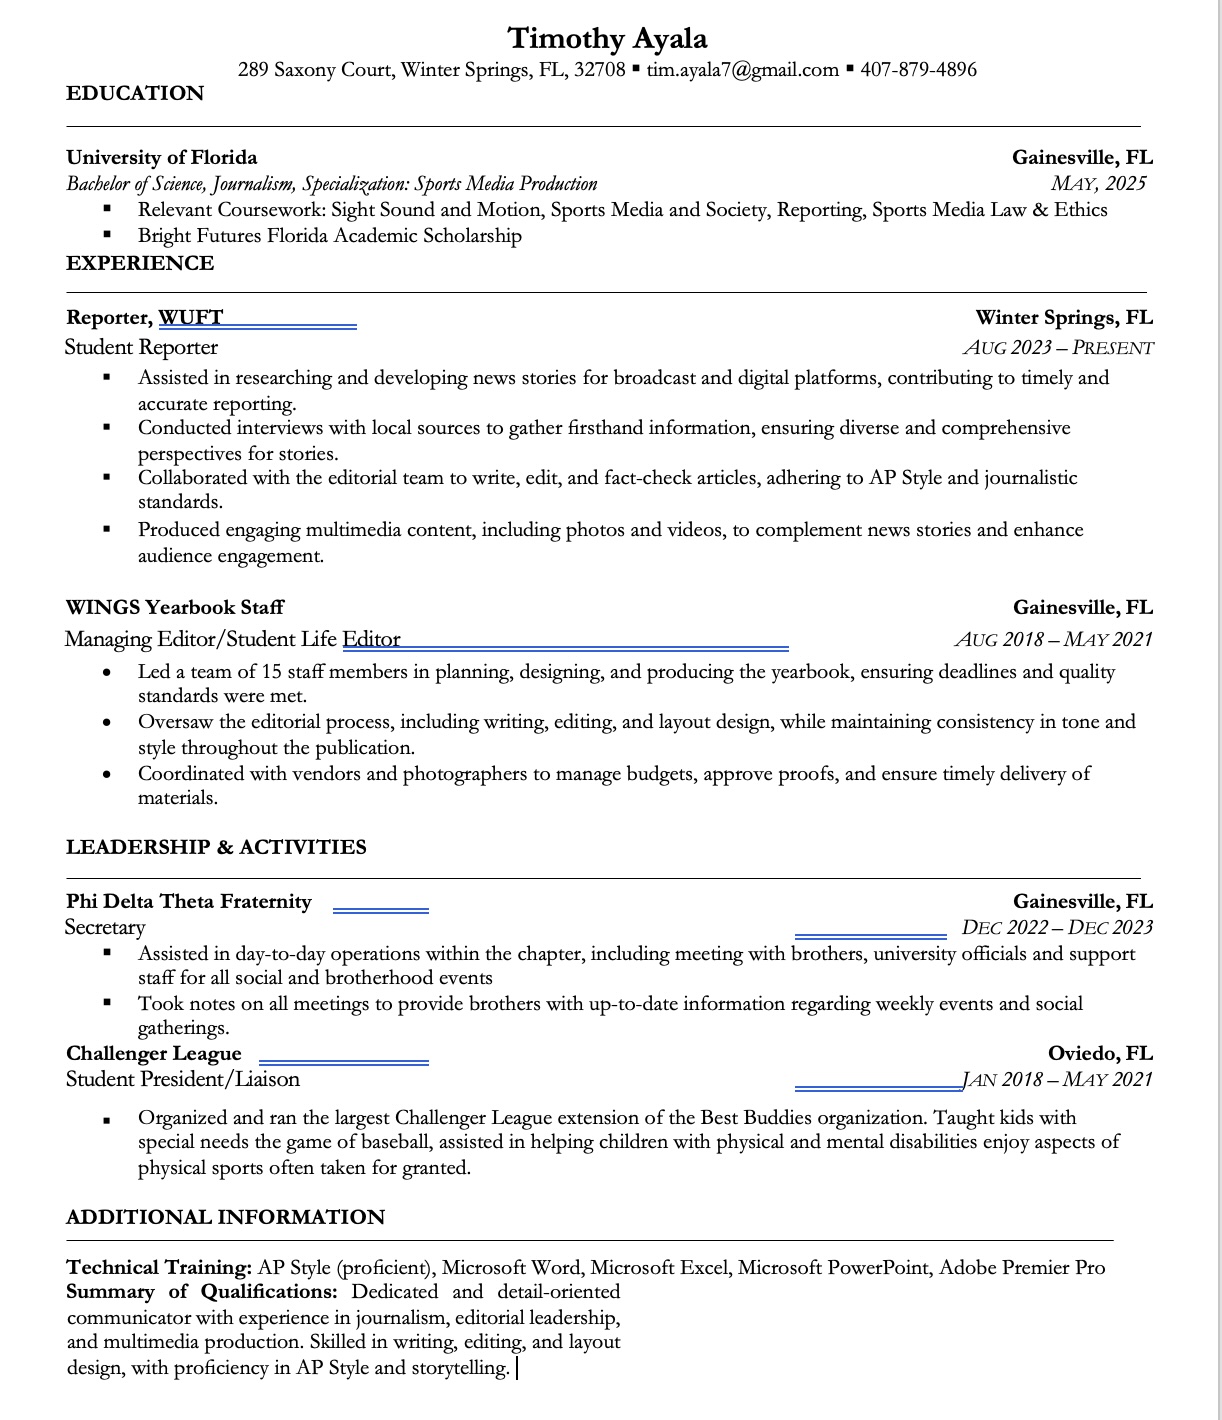 Timothy Ayala
289 Saxony Court, Winter Springs, FL, 32708 ▪ tim.ayala7@gmail.com ▪ 407-879-4896
EDUCATION
University of Florida Gainesville, FL
Bachelor of Science, Journalism, Specialization: Sports Media Production MAY, 2025
▪ Relevant Coursework: Sight Sound and Motion, Sports Media and Society, Reporting, Sports Media Law & Ethics
▪ Bright Futures Florida Academic Scholarship
EXPERIENCE
Reporter, WUFT Winter Springs, FL
Student Reporter AUG 2023 – PRESENT
▪ Assisted in researching and developing news stories for broadcast and digital platforms, contributing to timely and
accurate reporting.
▪ Conducted interviews with local sources to gather firsthand information, ensuring diverse and comprehensive
perspectives for stories.
▪ Collaborated with the editorial team to write, edit, and fact-check articles, adhering to AP Style and journalistic
standards.
▪ Produced engaging multimedia content, including photos and videos, to complement news stories and enhance
audience engagement.
WINGS Yearbook Staff Gainesville, FL
Managing Editor/Student Life Editor AUG 2018 – MAY 2021
• Led a team of 15 staff members in planning, designing, and producing the yearbook, ensuring deadlines and quality
standards were met.
• Oversaw the editorial process, including writing, editing, and layout design, while maintaining consistency in tone and
style throughout the publication.
• Coordinated with vendors and photographers to manage budgets, approve proofs, and ensure timely delivery of
materials.
LEADERSHIP & ACTIVITIES
Phi Delta Theta Fraternity Gainesville, FL
Secretary DEC 2022 – DEC 2023
▪ Assisted in day-to-day operations within the chapter, including meeting with brothers, university officials and support
staff for all social and brotherhood events
▪ Took notes on all meetings to provide brothers with up-to-date information regarding weekly events and social
gatherings.
Challenger League Oviedo, FL
Student President/Liaison JAN 2018 – MAY 2021
▪ Organized and ran the largest Challenger League extension of the Best Buddies organization. Taught kids with
special needs the game of baseball, assisted in helping children with physical and mental disabilities enjoy aspects of
physical sports often taken for granted.
ADDITIONAL INFORMATION
Technical Training: AP Style (proficient), Microsoft Word, Microsoft Excel, Microsoft PowerPoint, Adobe Premier Pro
Summary of Qualifications: Dedicated and detail-oriented
communicator with experience in journalism, editorial leadership,
and multimedia production. Skilled in writing, editing, and layout
design, with proficiency in AP Style and storytelling.